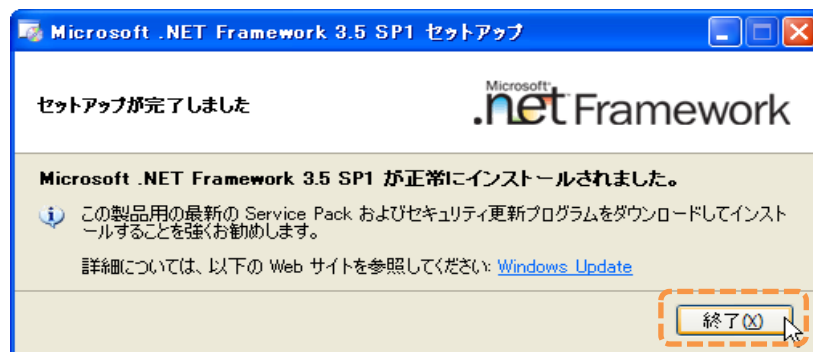 Microsoft .NET Framework 3.5 SP1 セットアップ
セットアップが完了しました
Microsoft
.net Framework
Microsoft .NET Framework 3.5 SP1 が正常にインストールされました。
この製品用の最新の Service Pack およびセキュリティ更新プログラムをダウンロードしてインスト
ールすることを強くお勧めします。
詳細については、以下の Web サイトを参照してください: Windows Update
終了(X)